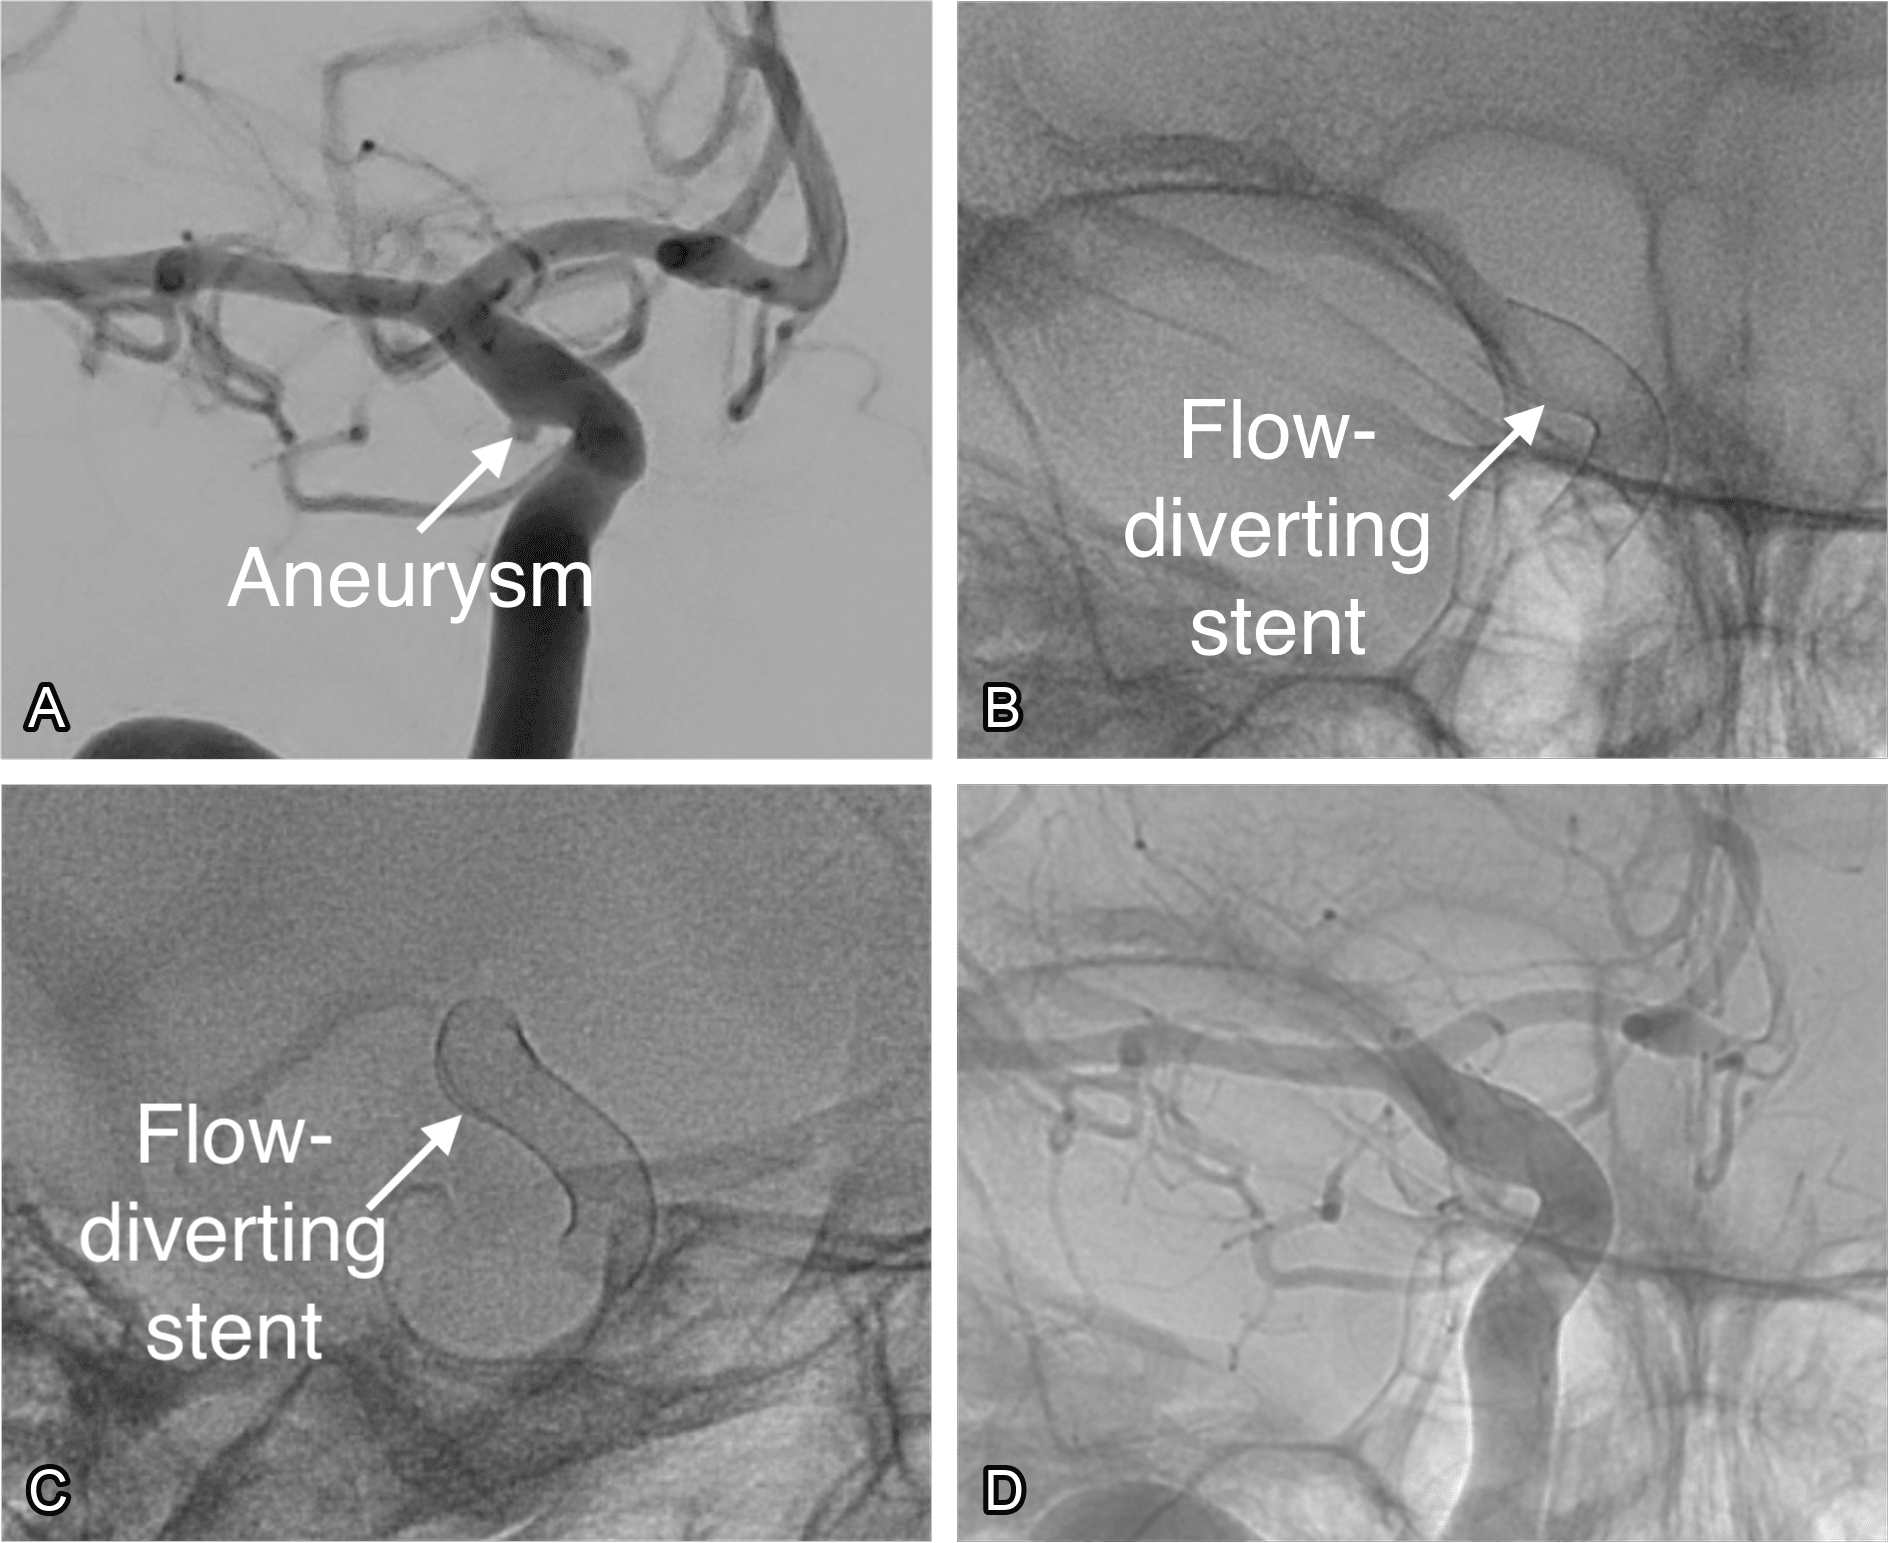 Aneurysm
A
Flow-
diverting
stent
B
Flow-
diverting
stent
C
D